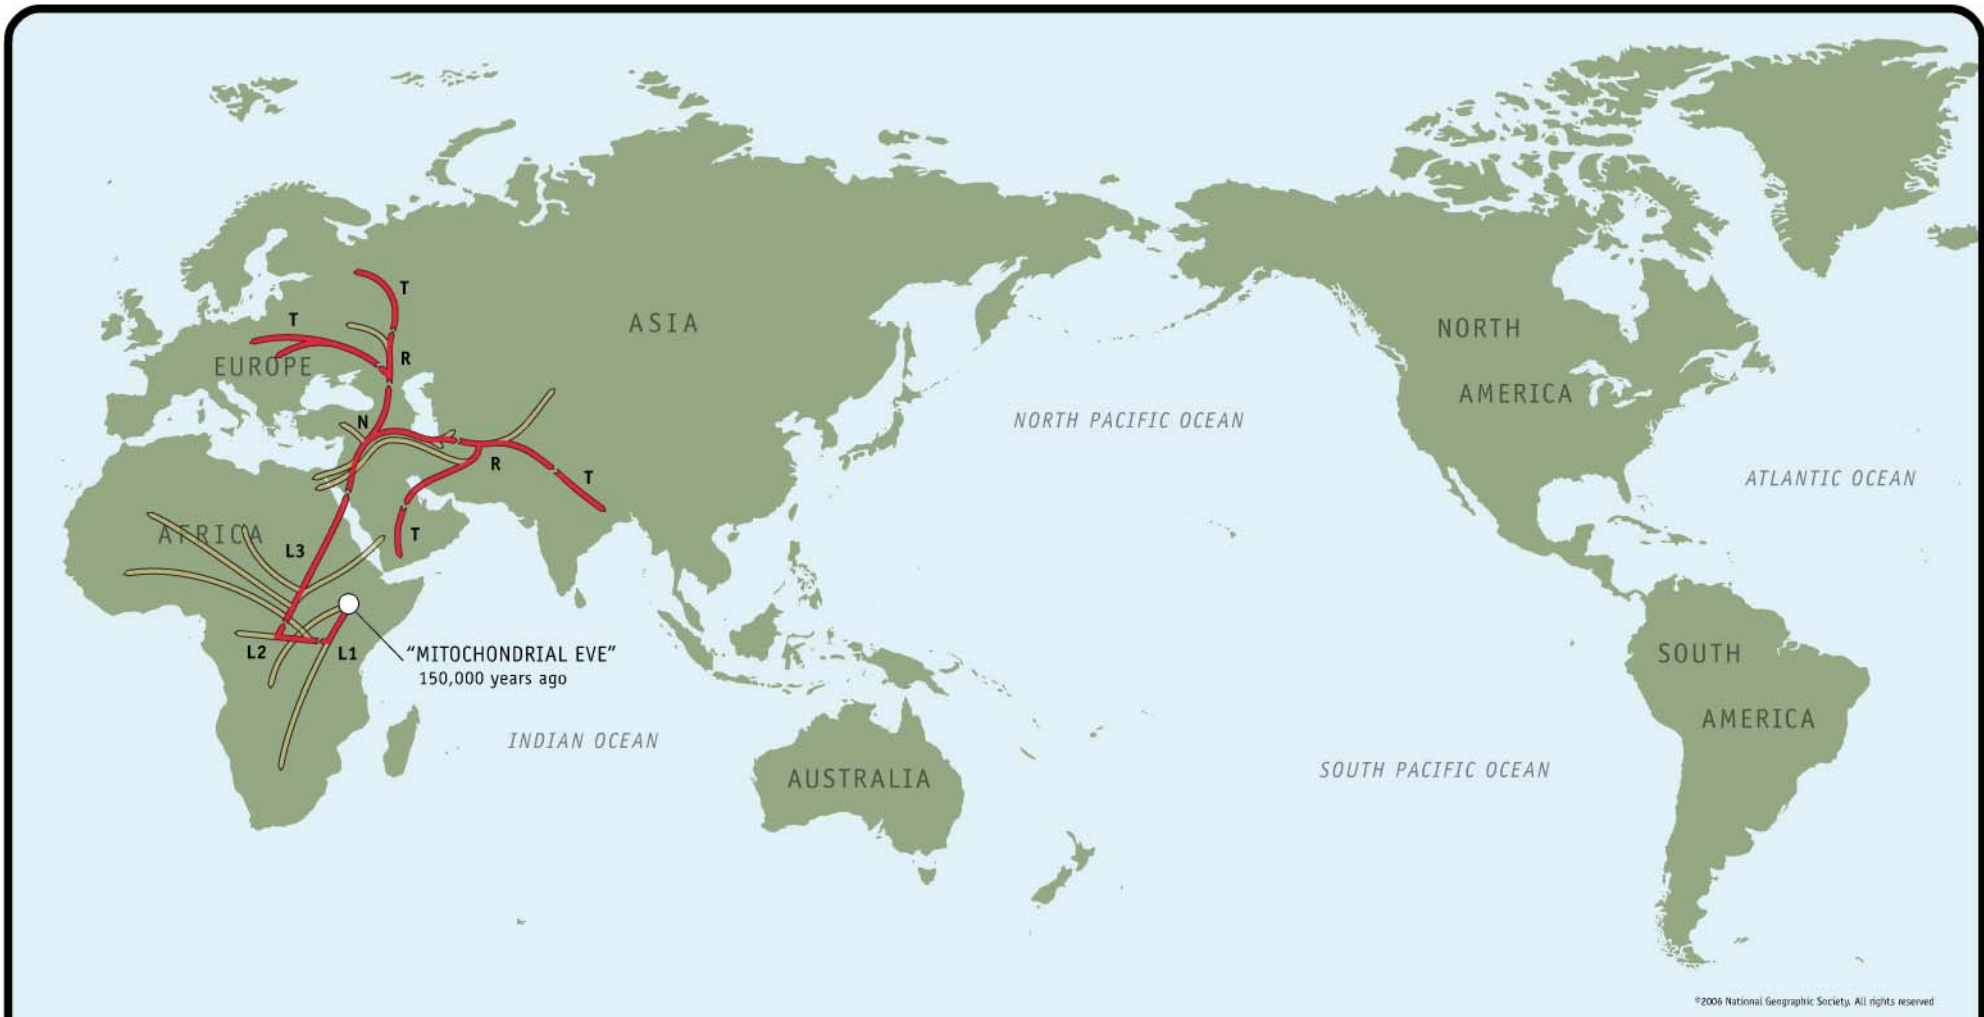 T
T
R
EUROPE
ASIA
N
R
T
T
AFRICA
L3
L2
L1
"MITOCHONDRIAL EVE"
150,000 years ago
INDIAN OCEAN
AUSTRALIA
NORTH PACIFIC OCEAN
SOUTH PACIFIC OCEAN
NORTH
AMERICA
ATLANTIC OCEAN
SOUTH
AMERICA
©2006 National Geographic Society. All rights reserved